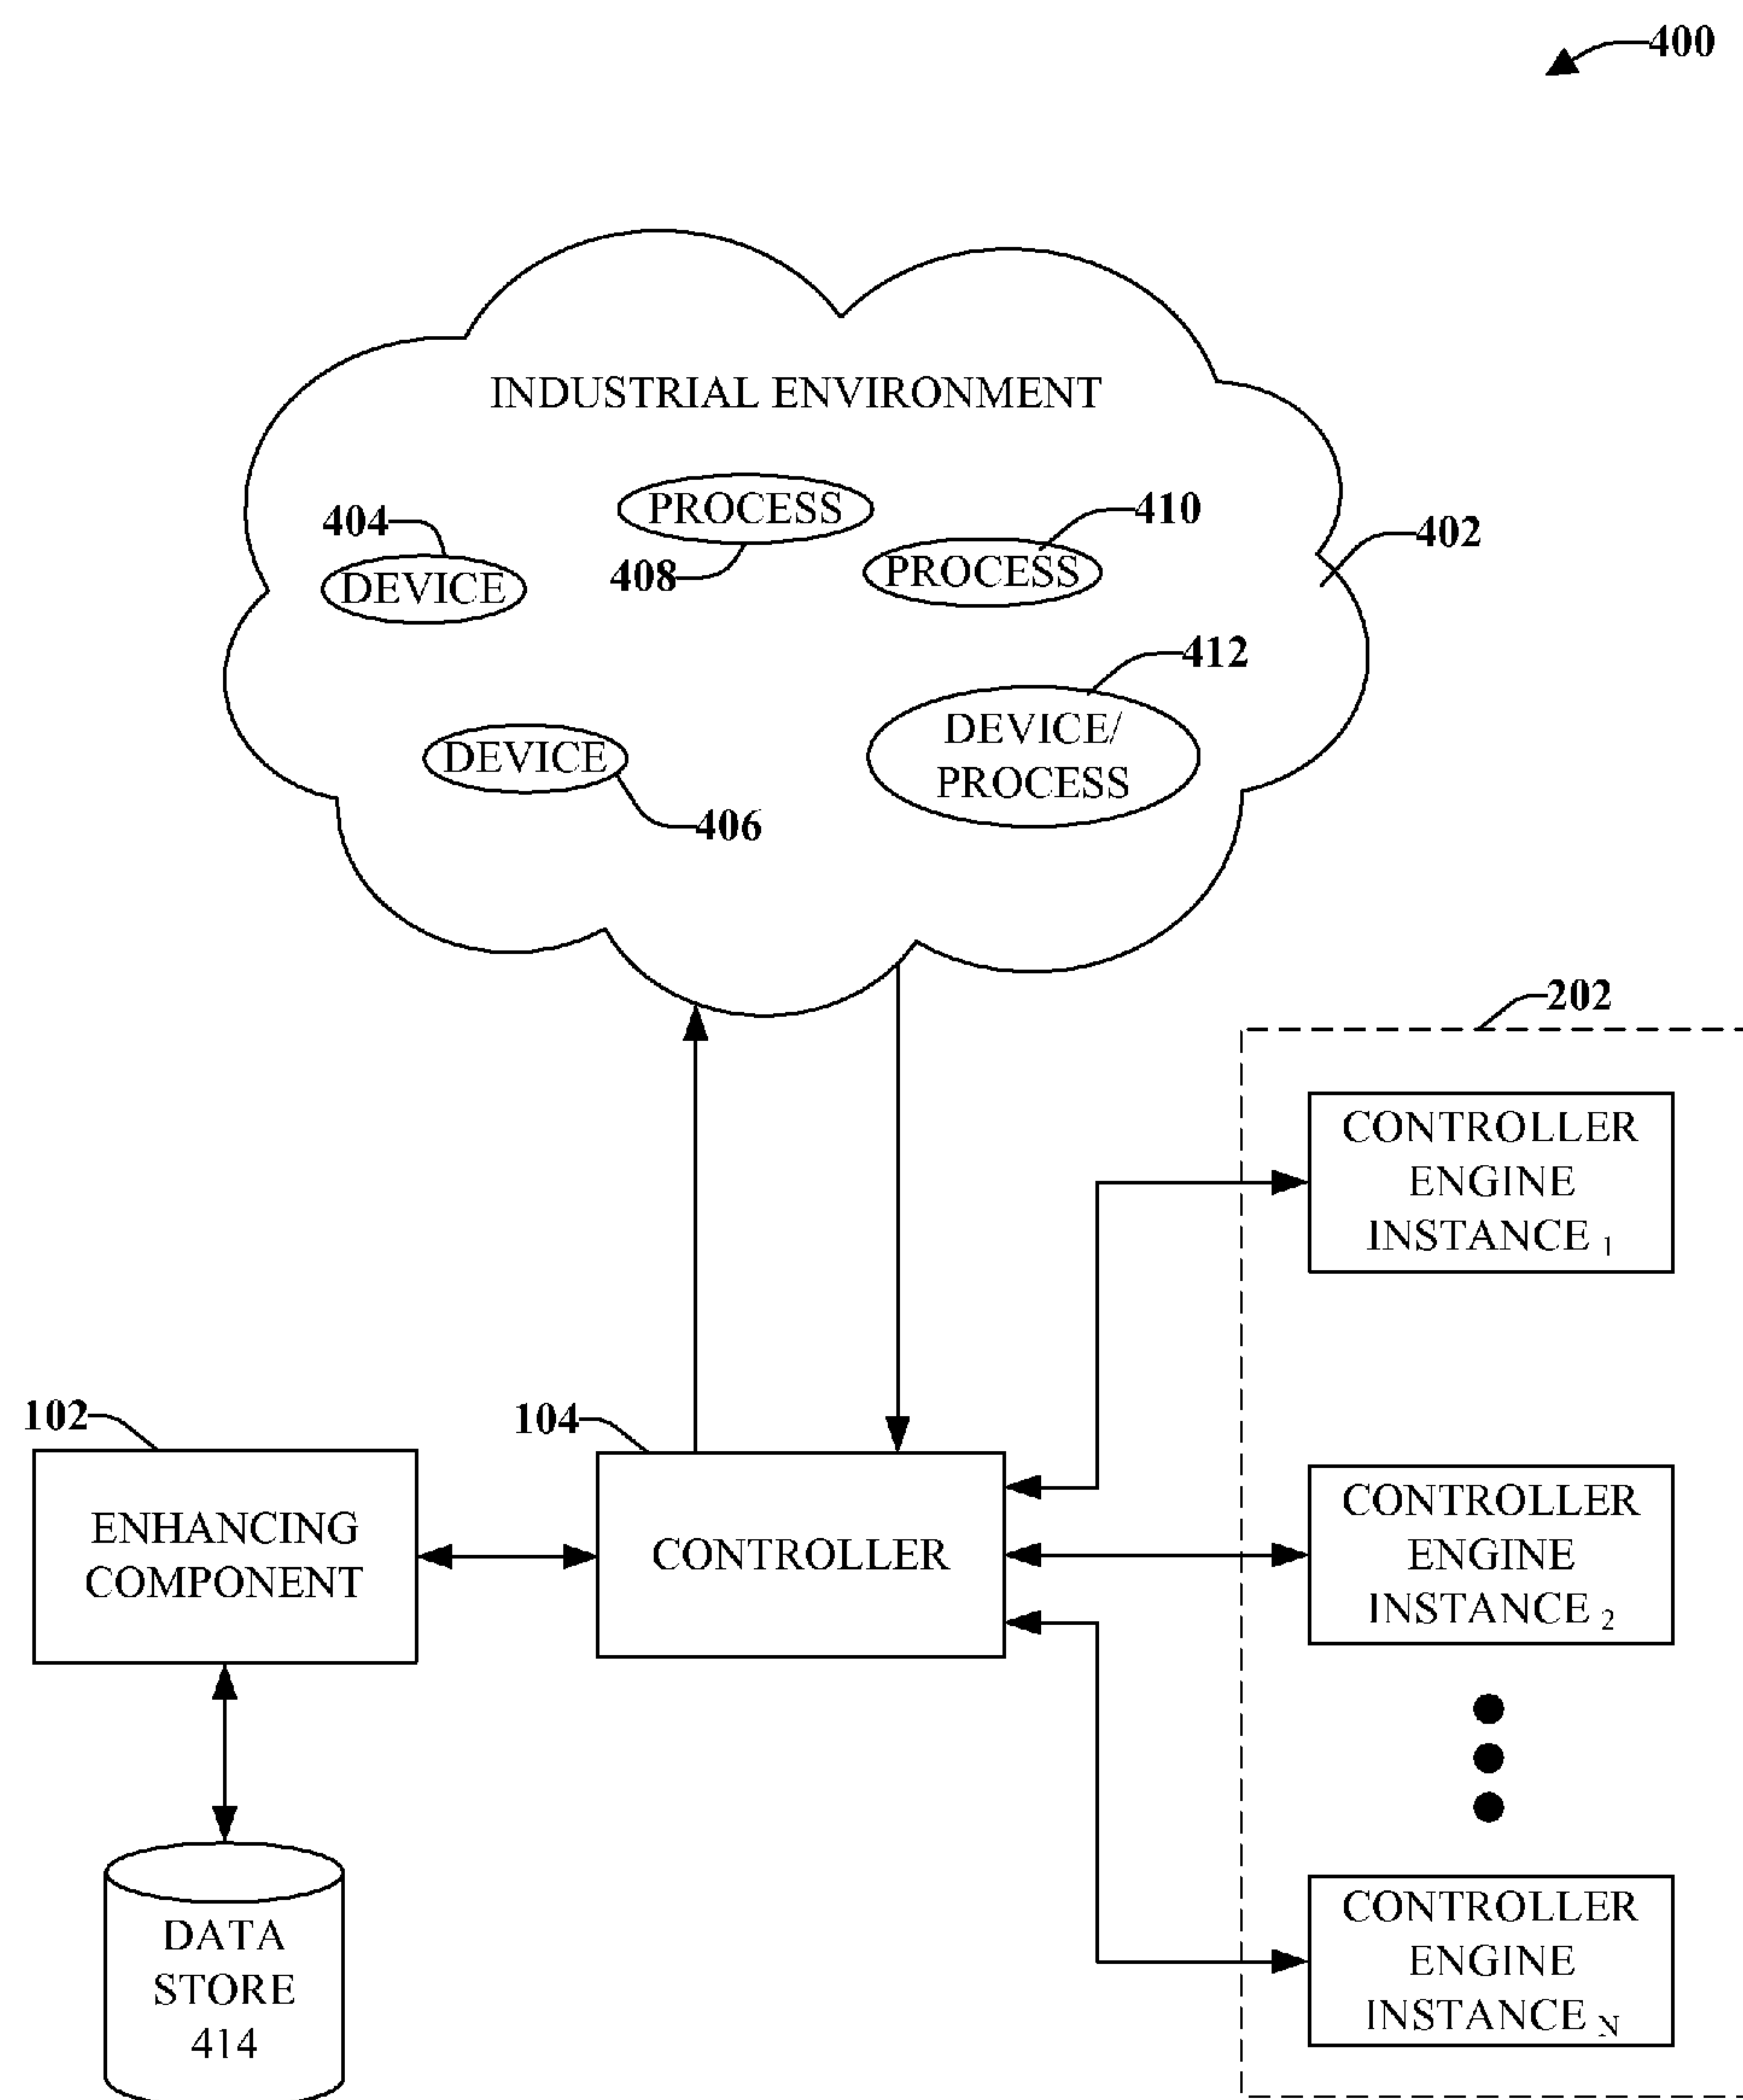 400
INDUSTRIAL ENVIRONMENT
PROCESS
410
404
402
408
PROCESS
DEVICE
412
DEVICE/
PROCESS
DEVICE
406
202
CONTROLLER
ENGINE
INSTANCE 1
102
104
ENHANCING
COMPONENT
CONTROLLER
CONTROLLER
ENGINE
INSTANCE 2
DATA
STORE
414
CONTROLLER
ENGINE
INSTANCE N